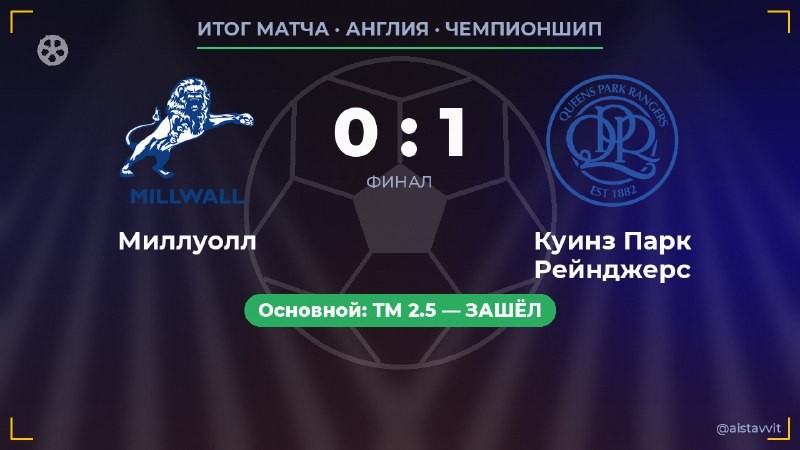 ИТОГ МАТЧА · АНГЛИЯ · ЧЕМПИОНШИП
MILLWALL
0 : 1
ФИНАЛ
QUEENS PARK RANGERS
QPR
EST 1882
Миллуолл
Куинз Парк
Рейнджерс
Основной: ТМ 2.5 — ЗАШЁЛ
@aistavvit